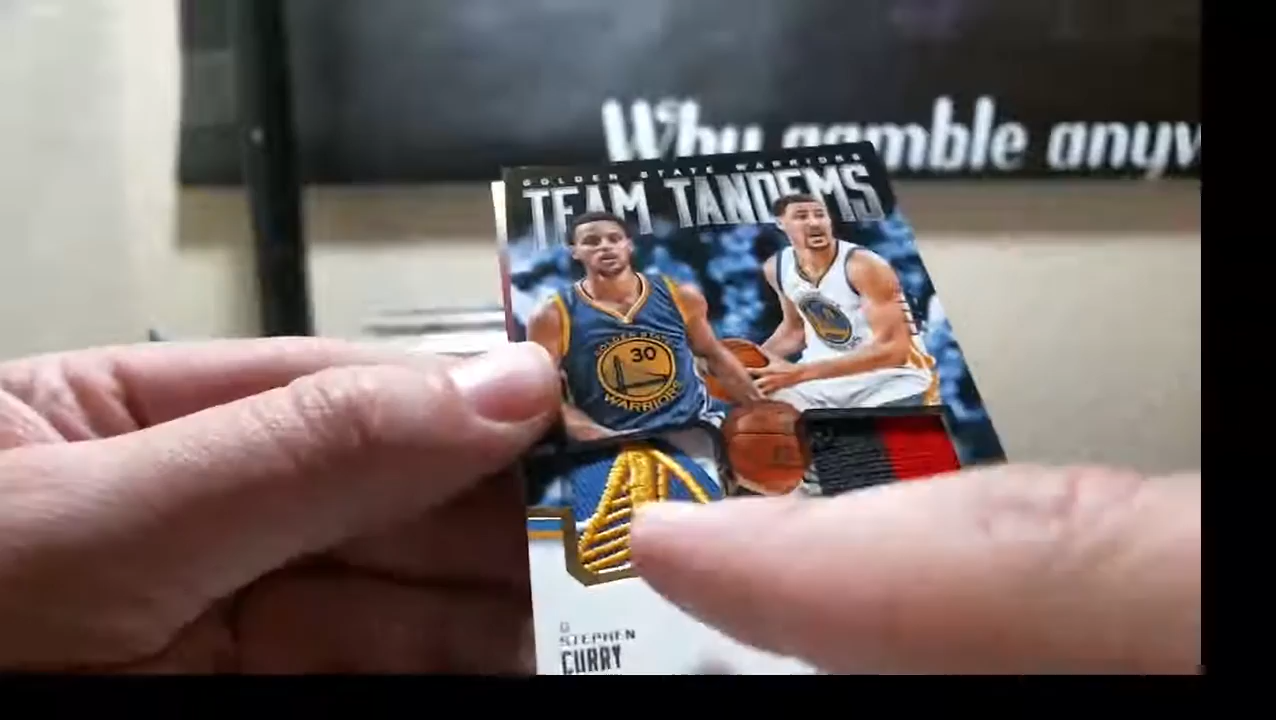 Why gamble anyw
GOLDEN STATE WARRIORS
TEAM TANDEMS
30
GOLDEN STATE
WARRIORS
G
STEPHEN
CURRY